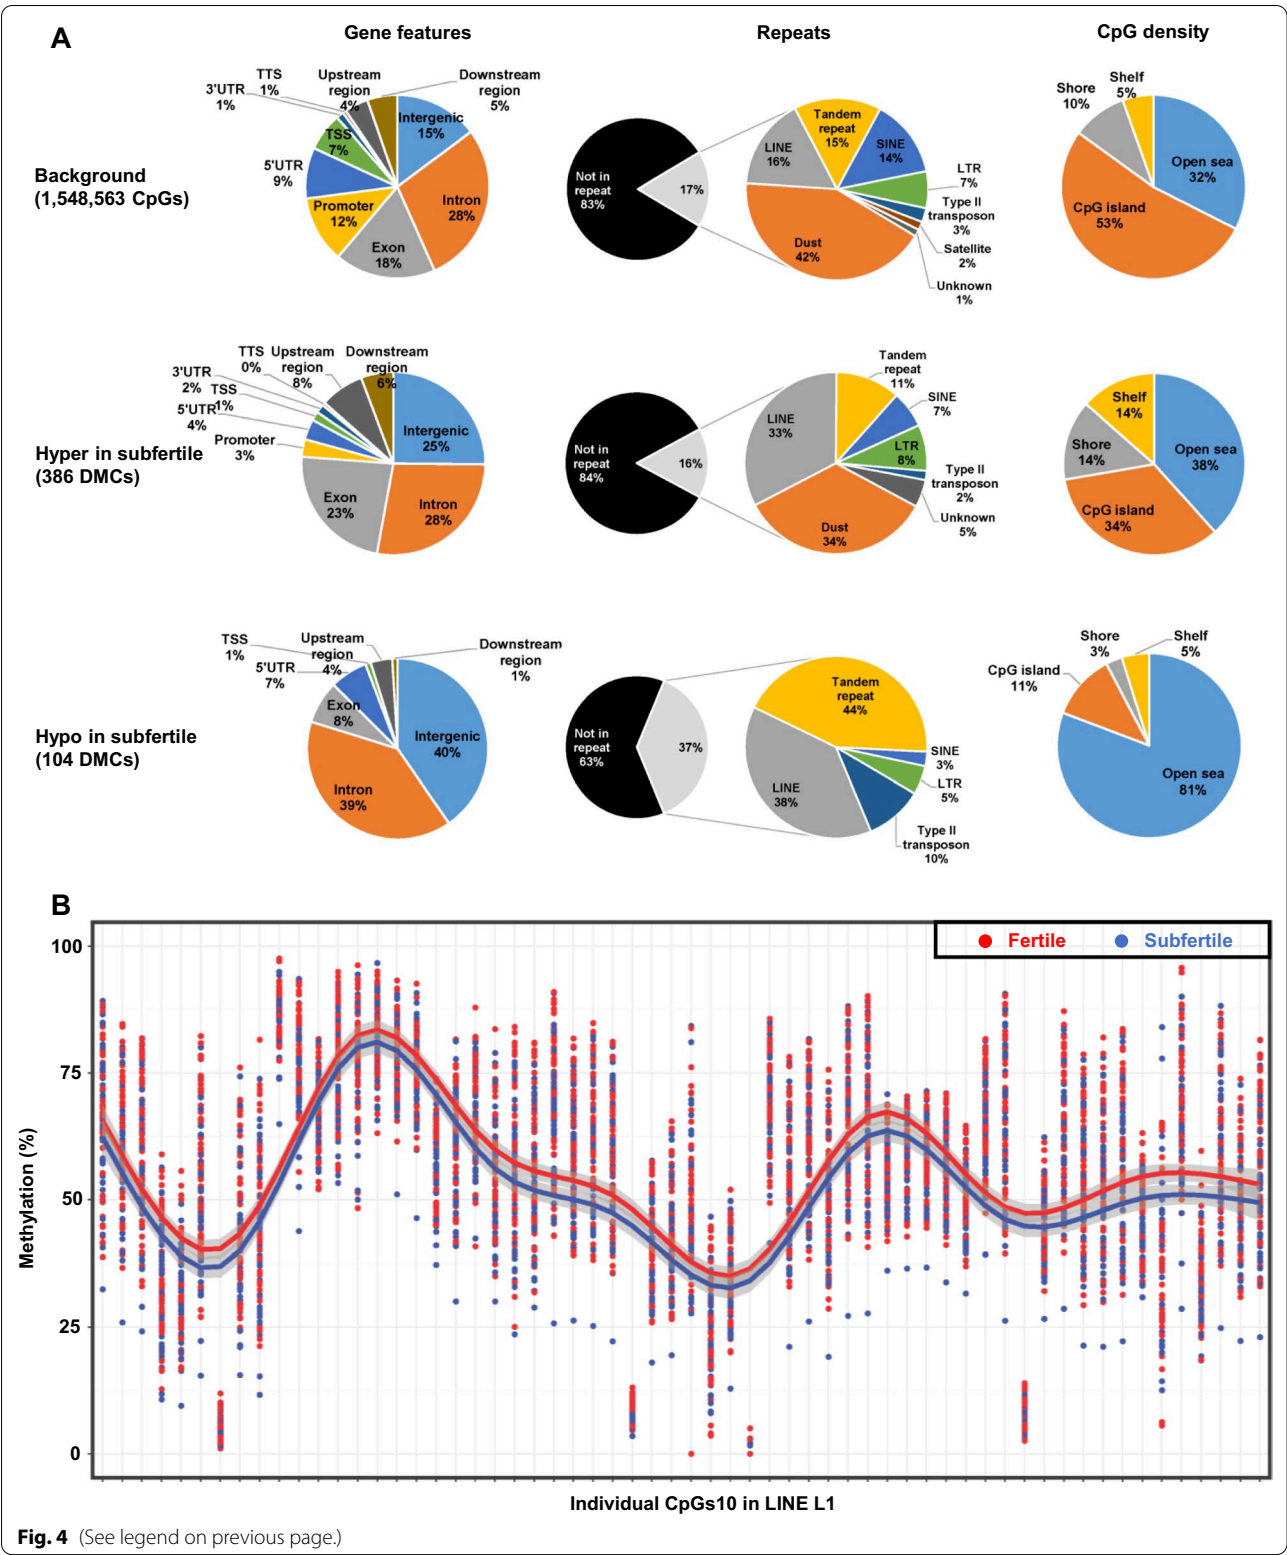 A
Gene features
Repeats
CpG density
Background
(1,548,563 CpGs)
3'UTR
1%
TTS
1%
Upstream
region
4%
Downstream
region
5%
Intergenic
15%
TSS
7%
5'UTR
9%
Promoter
12%
Exon
18%
Intron
28%
Not in
repeat
83%
17%
LINE
16%
Tandem
repeat
15%
SINE
14%
LTR
7%
Type II
transposon
3%
Satellite
2%
Unknown
1%
Dust
42%
Shore
10%
Shelf
5%
Open sea
32%
CpG island
53%
Hyper in subfertile
(386 DMCs)
TTS
0%
Upstream
region
8%
Downstream
region
6%
3'UTR
2%
TSS
1%
5'UTR
4%
Promoter
3%
Intergenic
25%
Exon
23%
Intron
28%
Not in
repeat
84%
16%
LINE
33%
Tandem
repeat
11%
SINE
7%
LTR
8%
Type II
transposon
2%
Unknown
5%
Dust
34%
Shelf
14%
Shore
14%
Open sea
38%
CpG island
34%
Hypo in subfertile
(104 DMCs)
TSS
1%
Upstream
region
4%
Downstream
region
1%
5'UTR
7%
Exon
8%
Intergenic
40%
Intron
39%
Not in
repeat
63%
37%
Tandem
repeat
44%
SINE
3%
LTR
5%
LINE
38%
Type II
transposon
10%
Shore
3%
Shelf
5%
CpG island
11%
Open sea
81%
B
Fertile
Subfertile
100
75
50
25
0
Methylation (%)
Individual CpGs10 in LINE L1
Fig. 4 (See legend on previous page.)